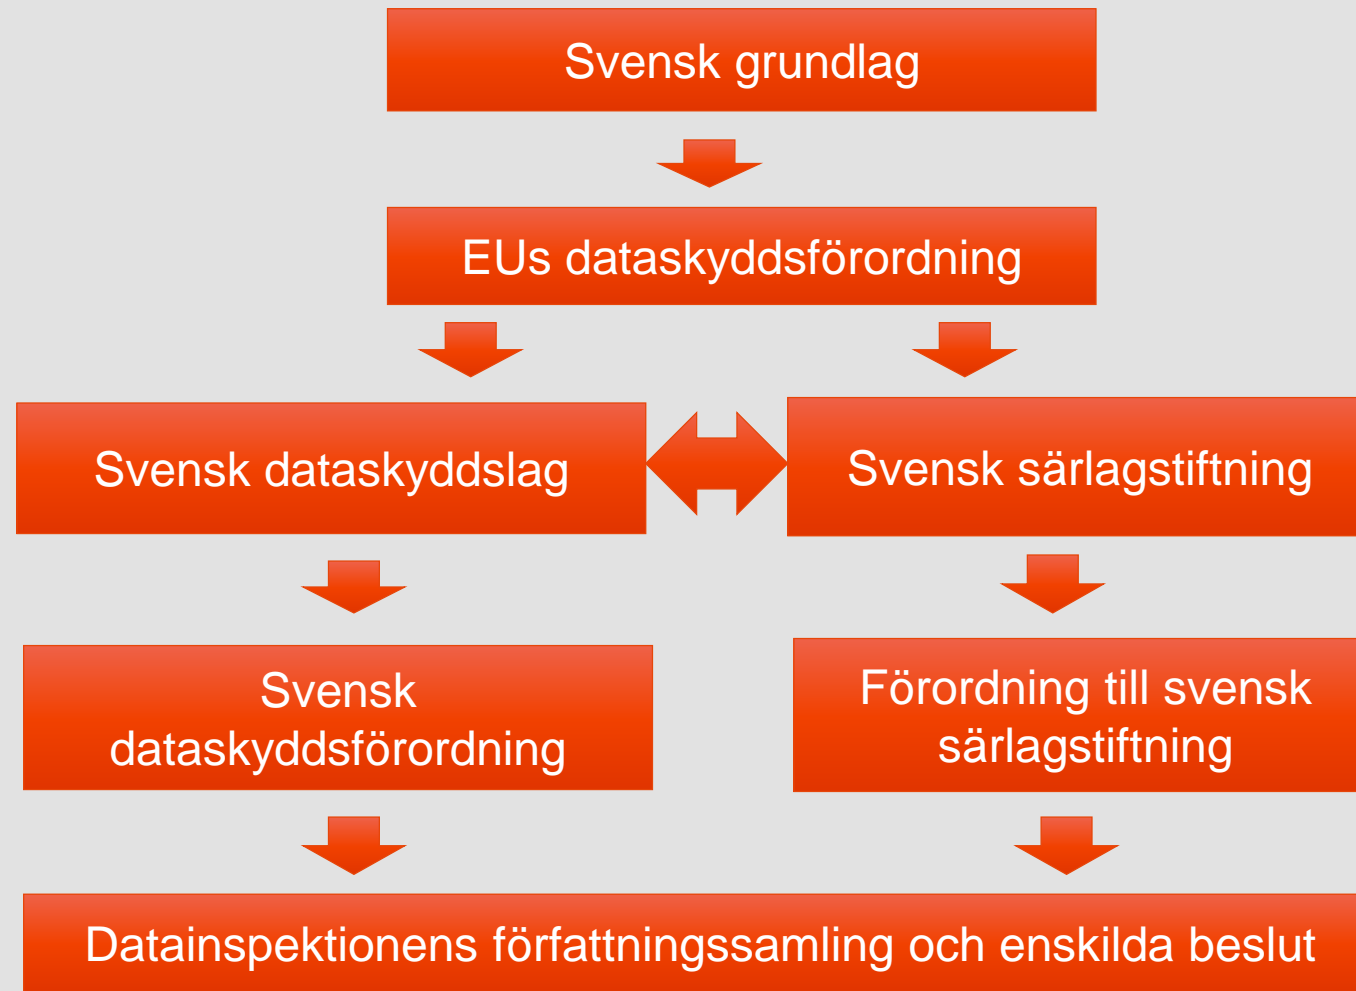 Svensk grundlag
EUs dataskyddsförordning
Svensk dataskyddslag
Svensk särlagstiftning
Svensk
dataskyddsförordning
Förordning till svensk
särlagstiftning
Datainspektionens författningssamling och enskilda beslut